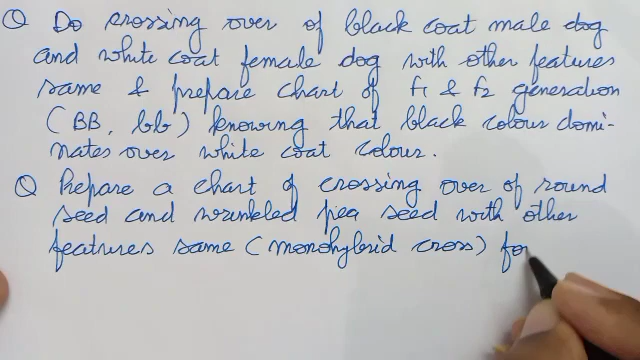 Q Do crossing over of black coat male dog
and white coat female dog with other features
same & prepare chart of f1 & f2 generation
(BB, bb) knowing that black colour domi-
nates over white coat colour.
Q Prepare a chart of crossing over of round
seed and wrinkled pea seed with other
features same (monohybrid cross) fo